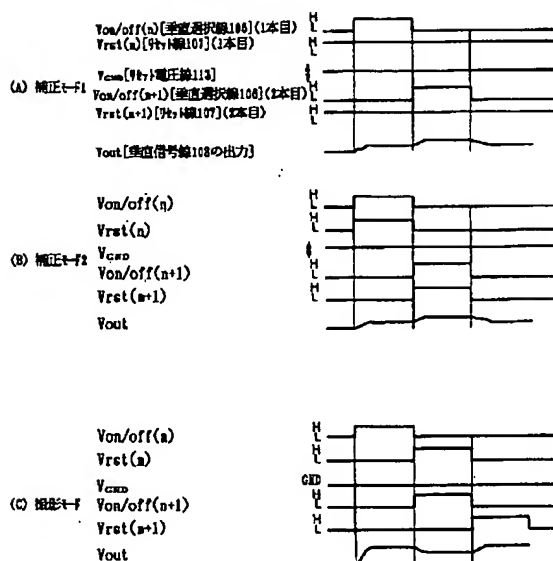 Von/off(n)[垂直選択線106](1本目)
Vrst(n)[リセット線107](1本目)
(A) 補正モード1
VGND[リセット電圧線113]
Von/off(n+1)[垂直選択線106](2本目)
Vrst(n+1)[リセット線107](2本目)
Vout[垂直信号線108の出力]
H
L
H
L
H
L
H
L
Von/off(n)
Vrst(n)
(B) 補正モード2
VGND
Von/off(n+1)
Vrst(n+1)
Vout
H
L
H
L
H
L
H
L
Von/off(n)
Vrst(n)
VGND
(C) 撮影モード
Von/off(n+1)
Vrst(n+1)
Vout
H
L
H
L
GND
H
L
H
L